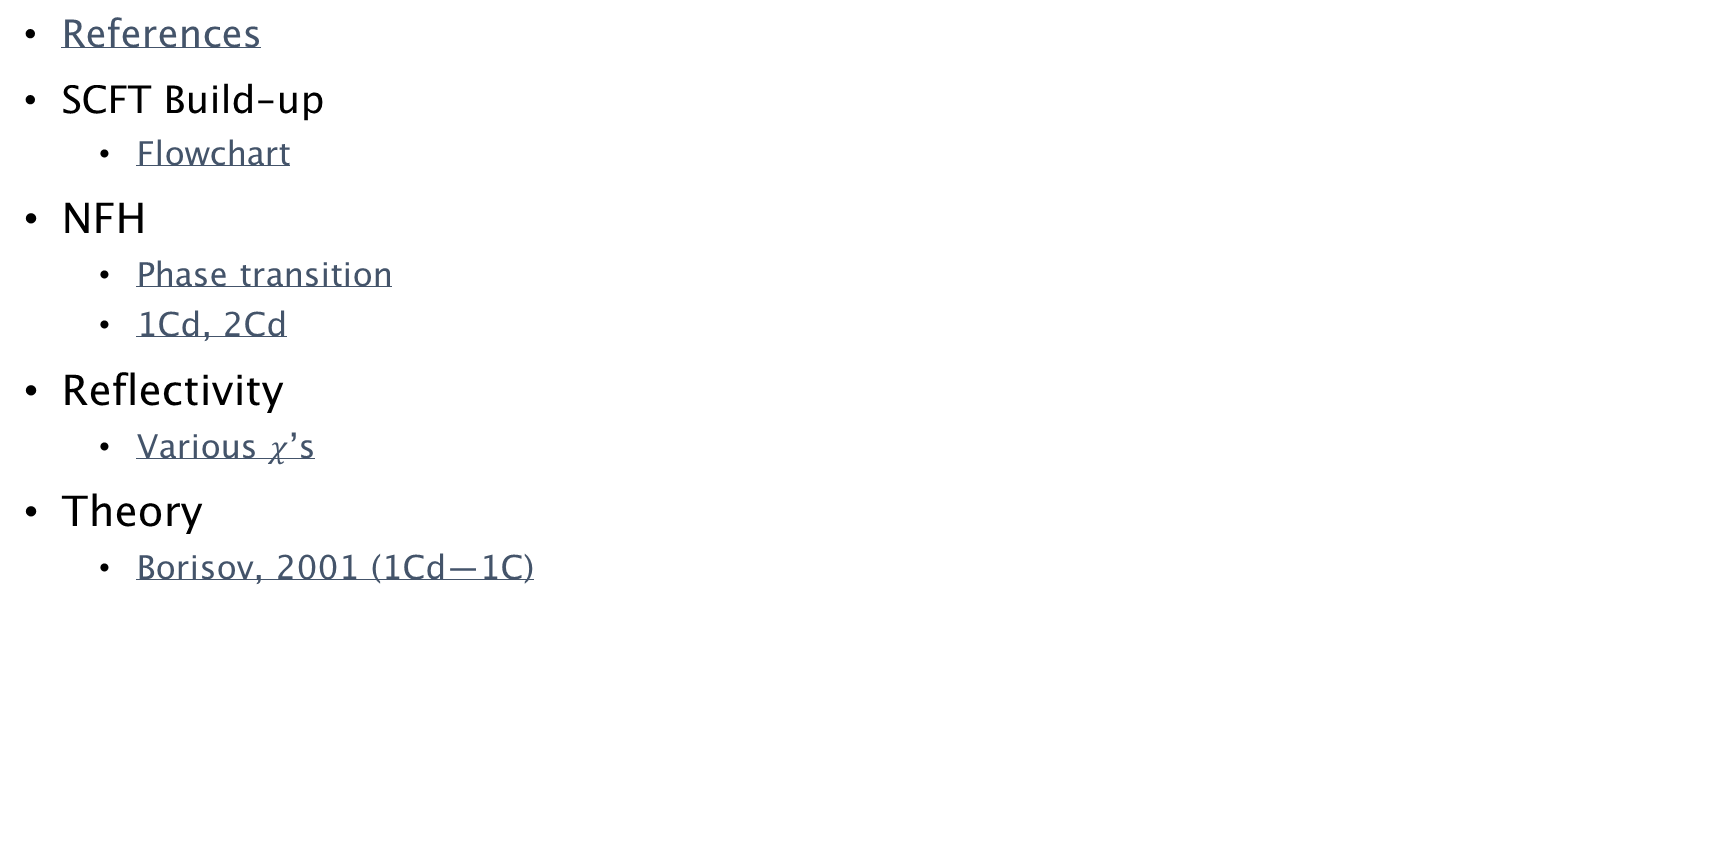 • References
• SCFT Build-up
• Flowchart
• NFH
• Phase transition
• 1Cd, 2Cd
• Reflectivity
• Various χ’s
• Theory
• Borisov, 2001 (1Cd—1C)